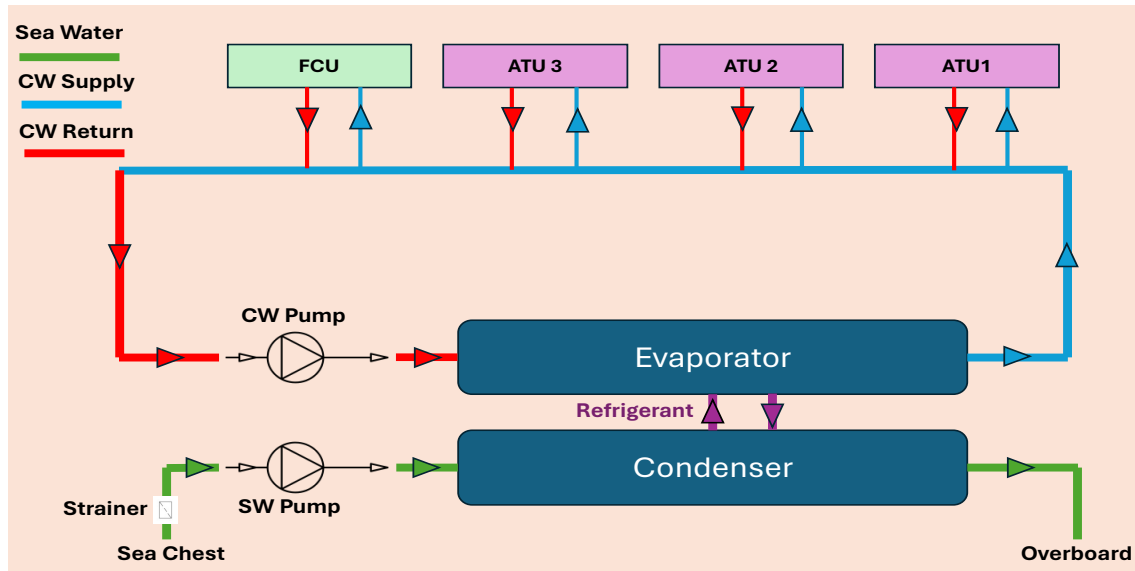 Sea Water
CW Supply
CW Return
FCU
ATU 3
ATU 2
ATU1
CW Pump
Evaporator
Refrigerant
Condenser
SW Pump
Strainer
Sea Chest
Overboard